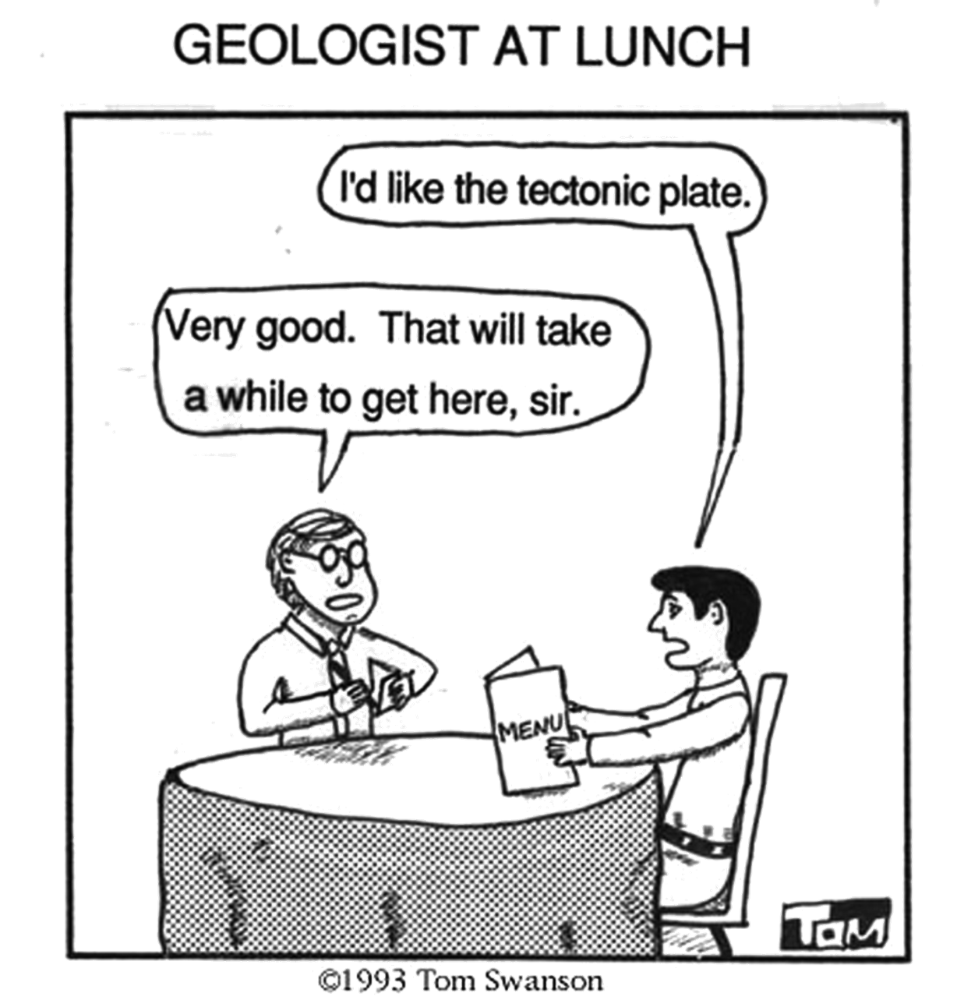 GEOLOGIST AT LUNCH
I'd like the tectonic plate.
Very good. That will take
a while to get here, sir.
MENU
TOM
©1993 Tom Swanson